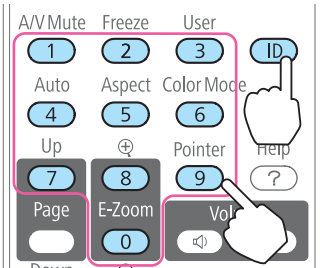 A/V Mute Freeze User
1 2 3 ID
Auto Aspect Color Mode
4 5 6
Up Pointer Help
7 8 9 ?
Page E-Zoom Vol
0
Down